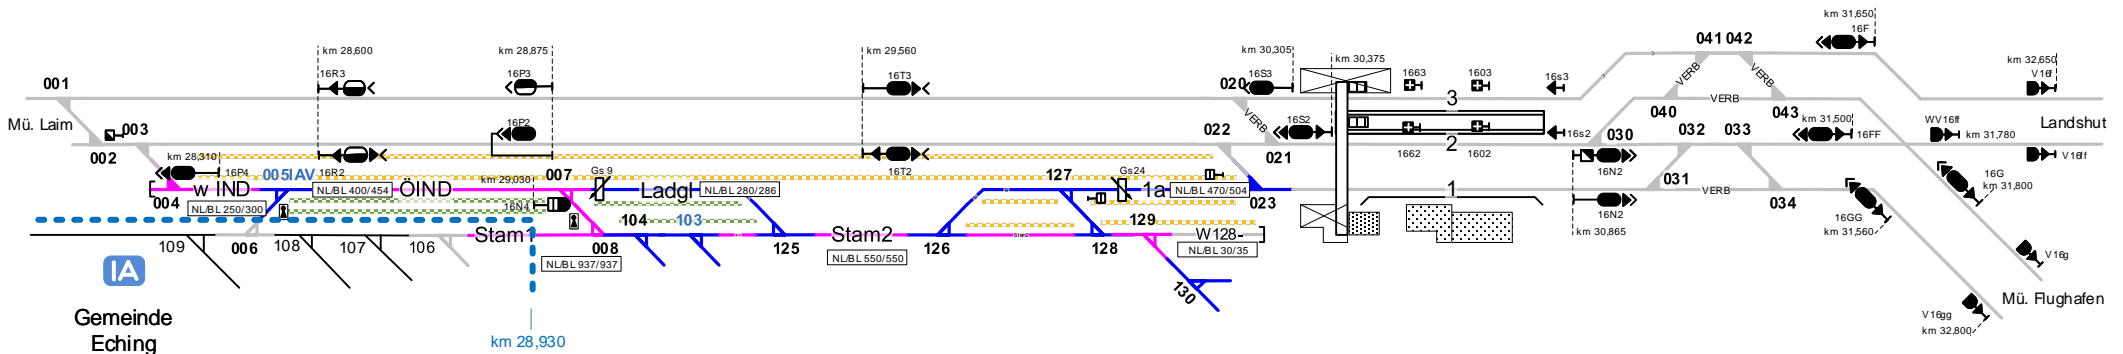 km 31,650
16F
041 042
km 28,600
km 28,875
km 29,560
km 30,305
km 30,375
km 32,650
V 16f
001
16R3
16P3
16T3
020
16S3
1663
1603
16s3
VERB
VERB
3
VERB
Mü. Laim
003
16P2
VERB
16S2
040
043
km 31,500
16FF
WV16ff
km 31,780
Landshut
002
km 28,310
022
021
1662
1602
2
16s2
030
032
033
V 16ff
16P4
005IAV
16R2
km 29,030
007
Gs 9
16T2
127
Gs24
16N2
031
VERB
034
16G
km 31,800
w IND
NL/BL 400/454
ÖIND
Ladgl
NL/BL 280/286
1a
NL/BL 470/504
023
1
004
NL/BL 250/300
16N4
104
103
129
16N2
16GG
km 31,560
109
006
108
107
106
Stam1
008
125
Stam2
126
Stam2
128
W128-
km 30,865
NL/BL 937/937
NL/BL 550/550
NL/BL 30/35
V 16g
IA
130
Mü. Flughafen
Gemeinde
Eching
km 28,930
V 16gg
km 32,800